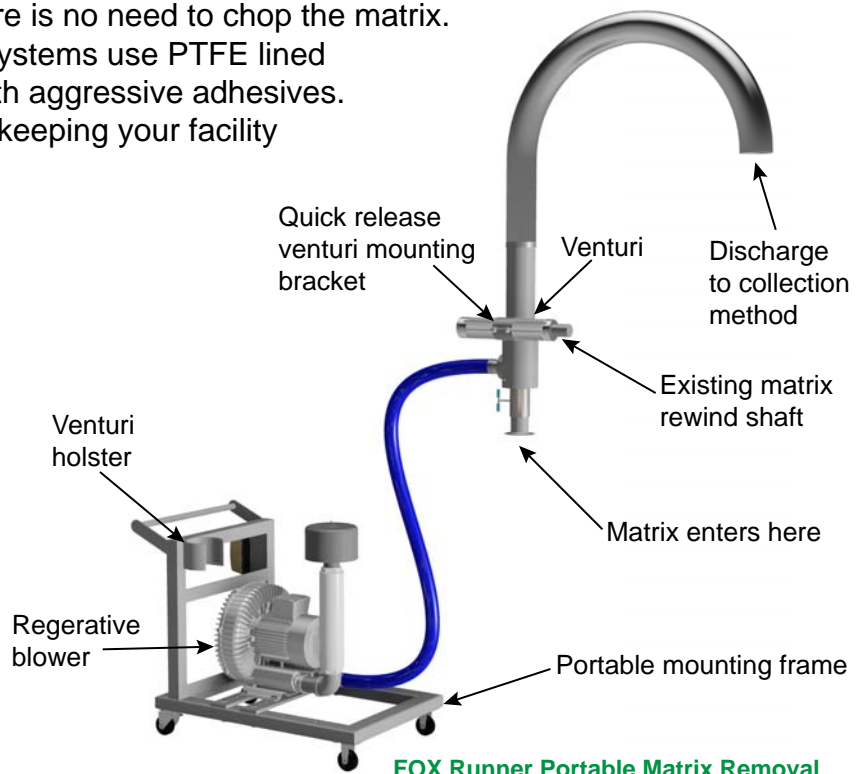 re is no need to chop the matrix.
ystems use PTFE lined
th aggressive adhesives.
keeping your facility
Quick release
venturi mounting
bracket
Venturi
Discharge
to collection
method
Existing matrix
rewind shaft
Venturi
holster
Matrix enters here
Regerative
blower
Portable mounting frame
FOX Runner Portable Matrix Removal